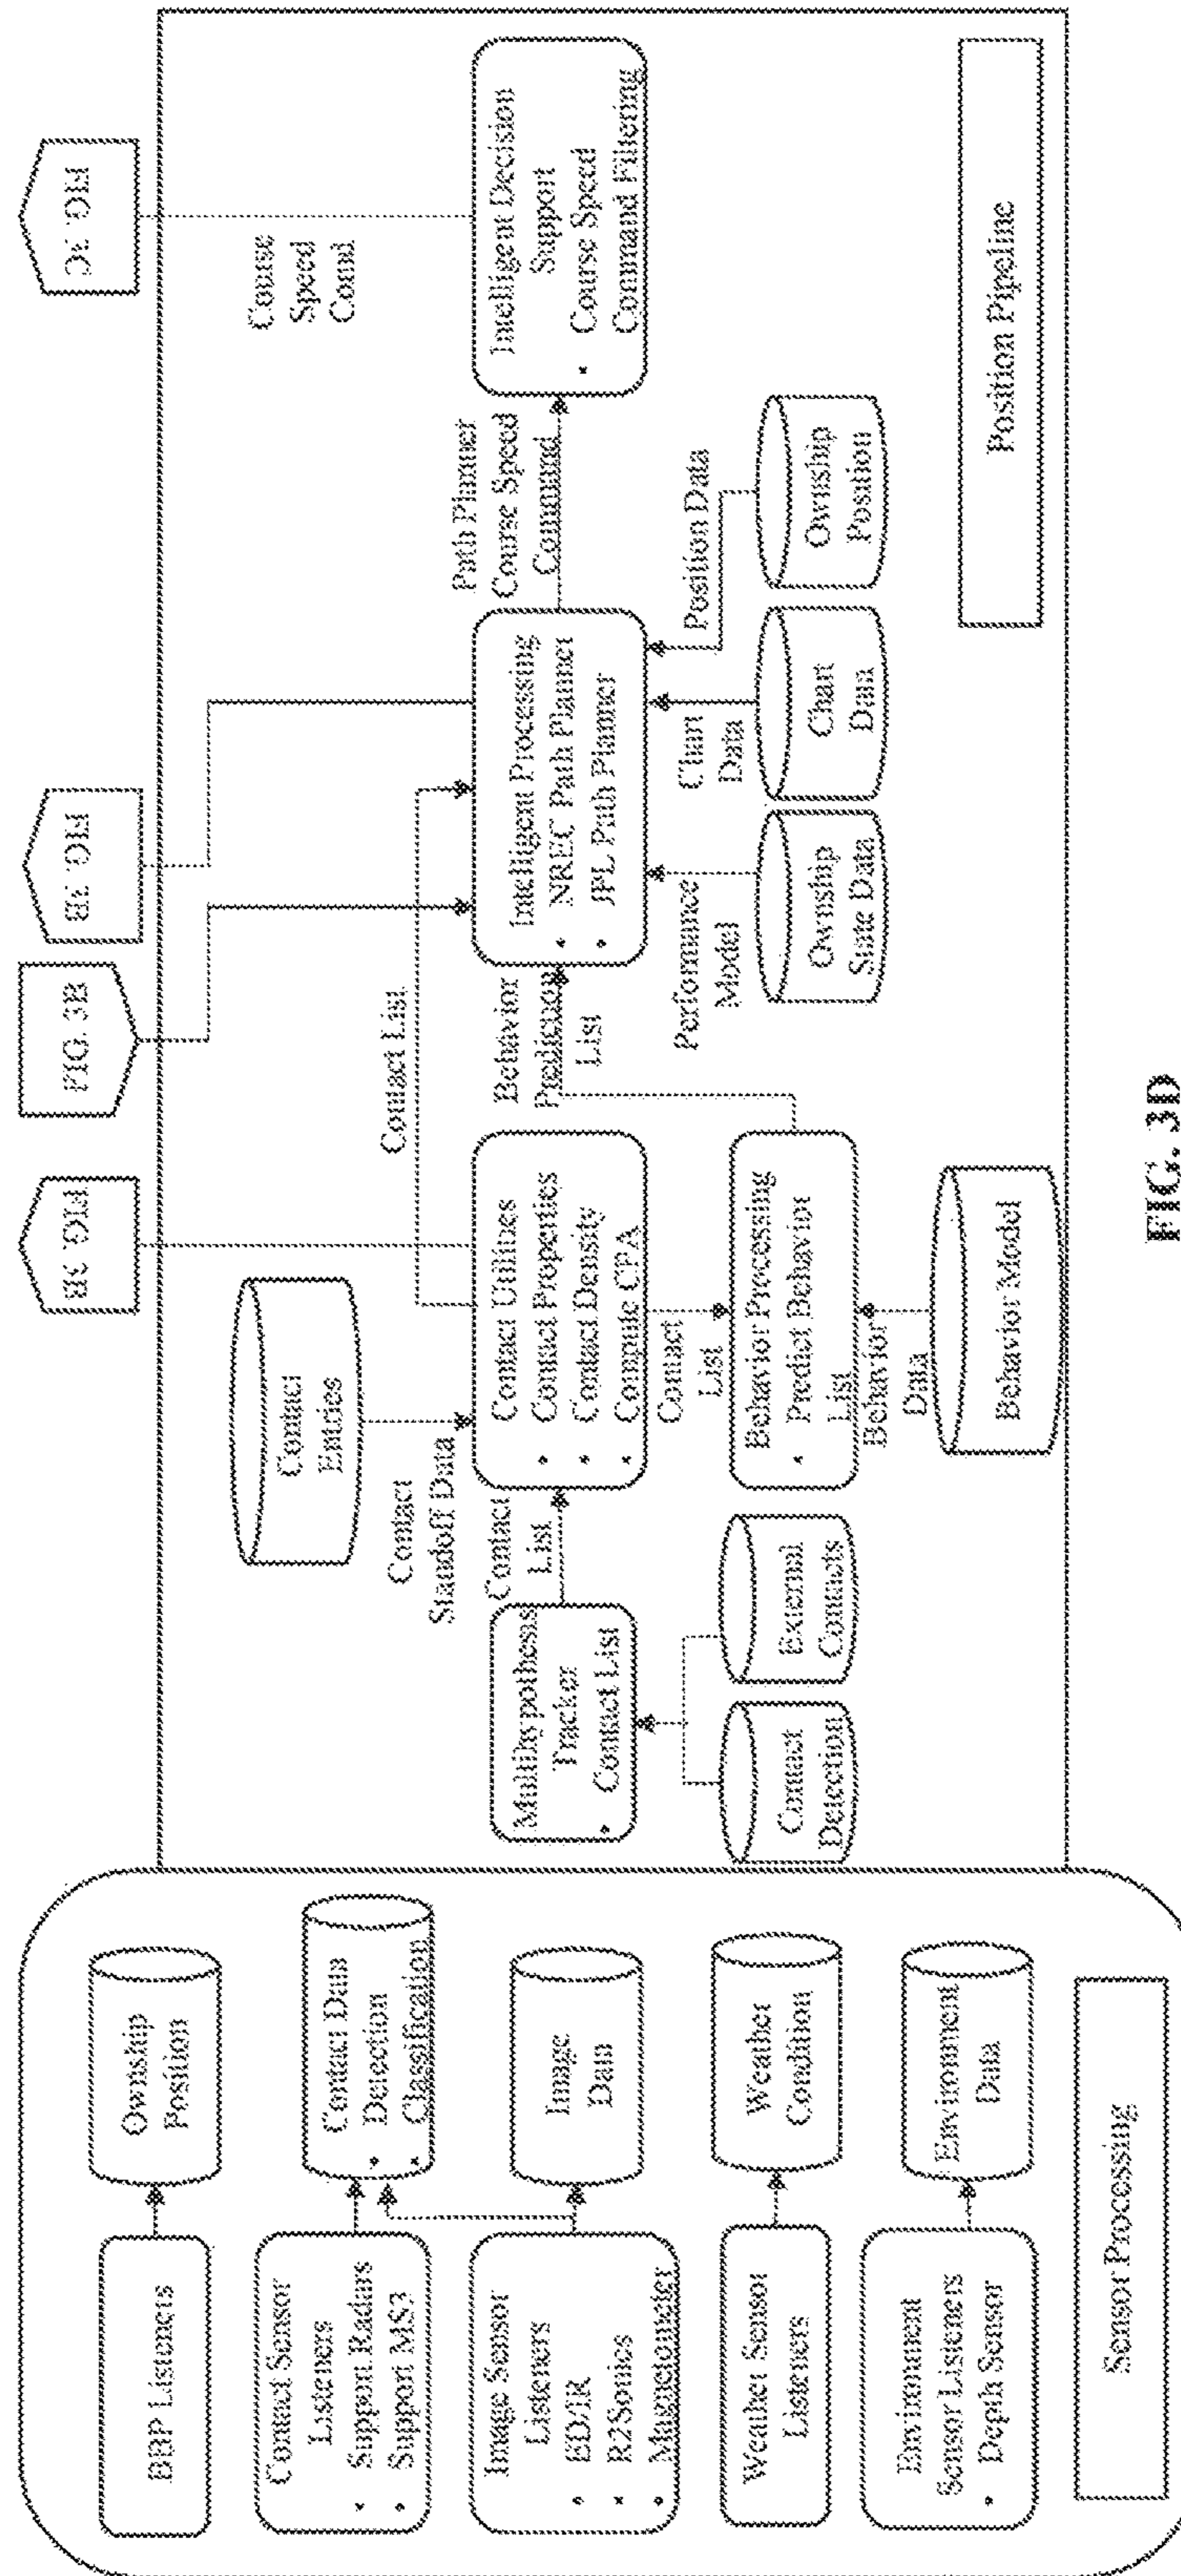 BBP Listeners
Ownship
Position
Contact Sensor
Listeners
• Support Radars
• Support MS3
Contact Data
• Detection
• Classification
Image Sensor
Listeners
• ED/IR
• R2Sonics
• Magnetometer
Image
Data
Weather Sensor
Listeners
Weather
Condition
Environment
Sensor Listeners
• Depth Sensor
Environment
Data
Sensor Processing
FIG. 3B
FIG. 3B
FIG. 3B
FIG. 3C
Contact
Entries
Contact
Standoff Data
Contact List
Course
Speed
Cond.
Multihypothesis
Tracker
• Contact List
Contact
List
Contact Utilities
• Contact Properties
• Contact Density
• Compute CPA
Behavior
Prediction
List
Intelligent Processing
• NREC Path Planner
• JPL Path Planner
Path Planner
Course Speed
Command
Intelligent Decision
Support
• Course Speed
Command Filtering
Contact
Detection
External
Contacts
Contact
List
Behavior Processing
• Predict Behavior
List
Behavior
Data
Behavior Model
Performance
Model
Chart
Data
Position Data
Ownship
State Data
Chart
Data
Ownship
Position
Position Pipeline
FIG. 3D